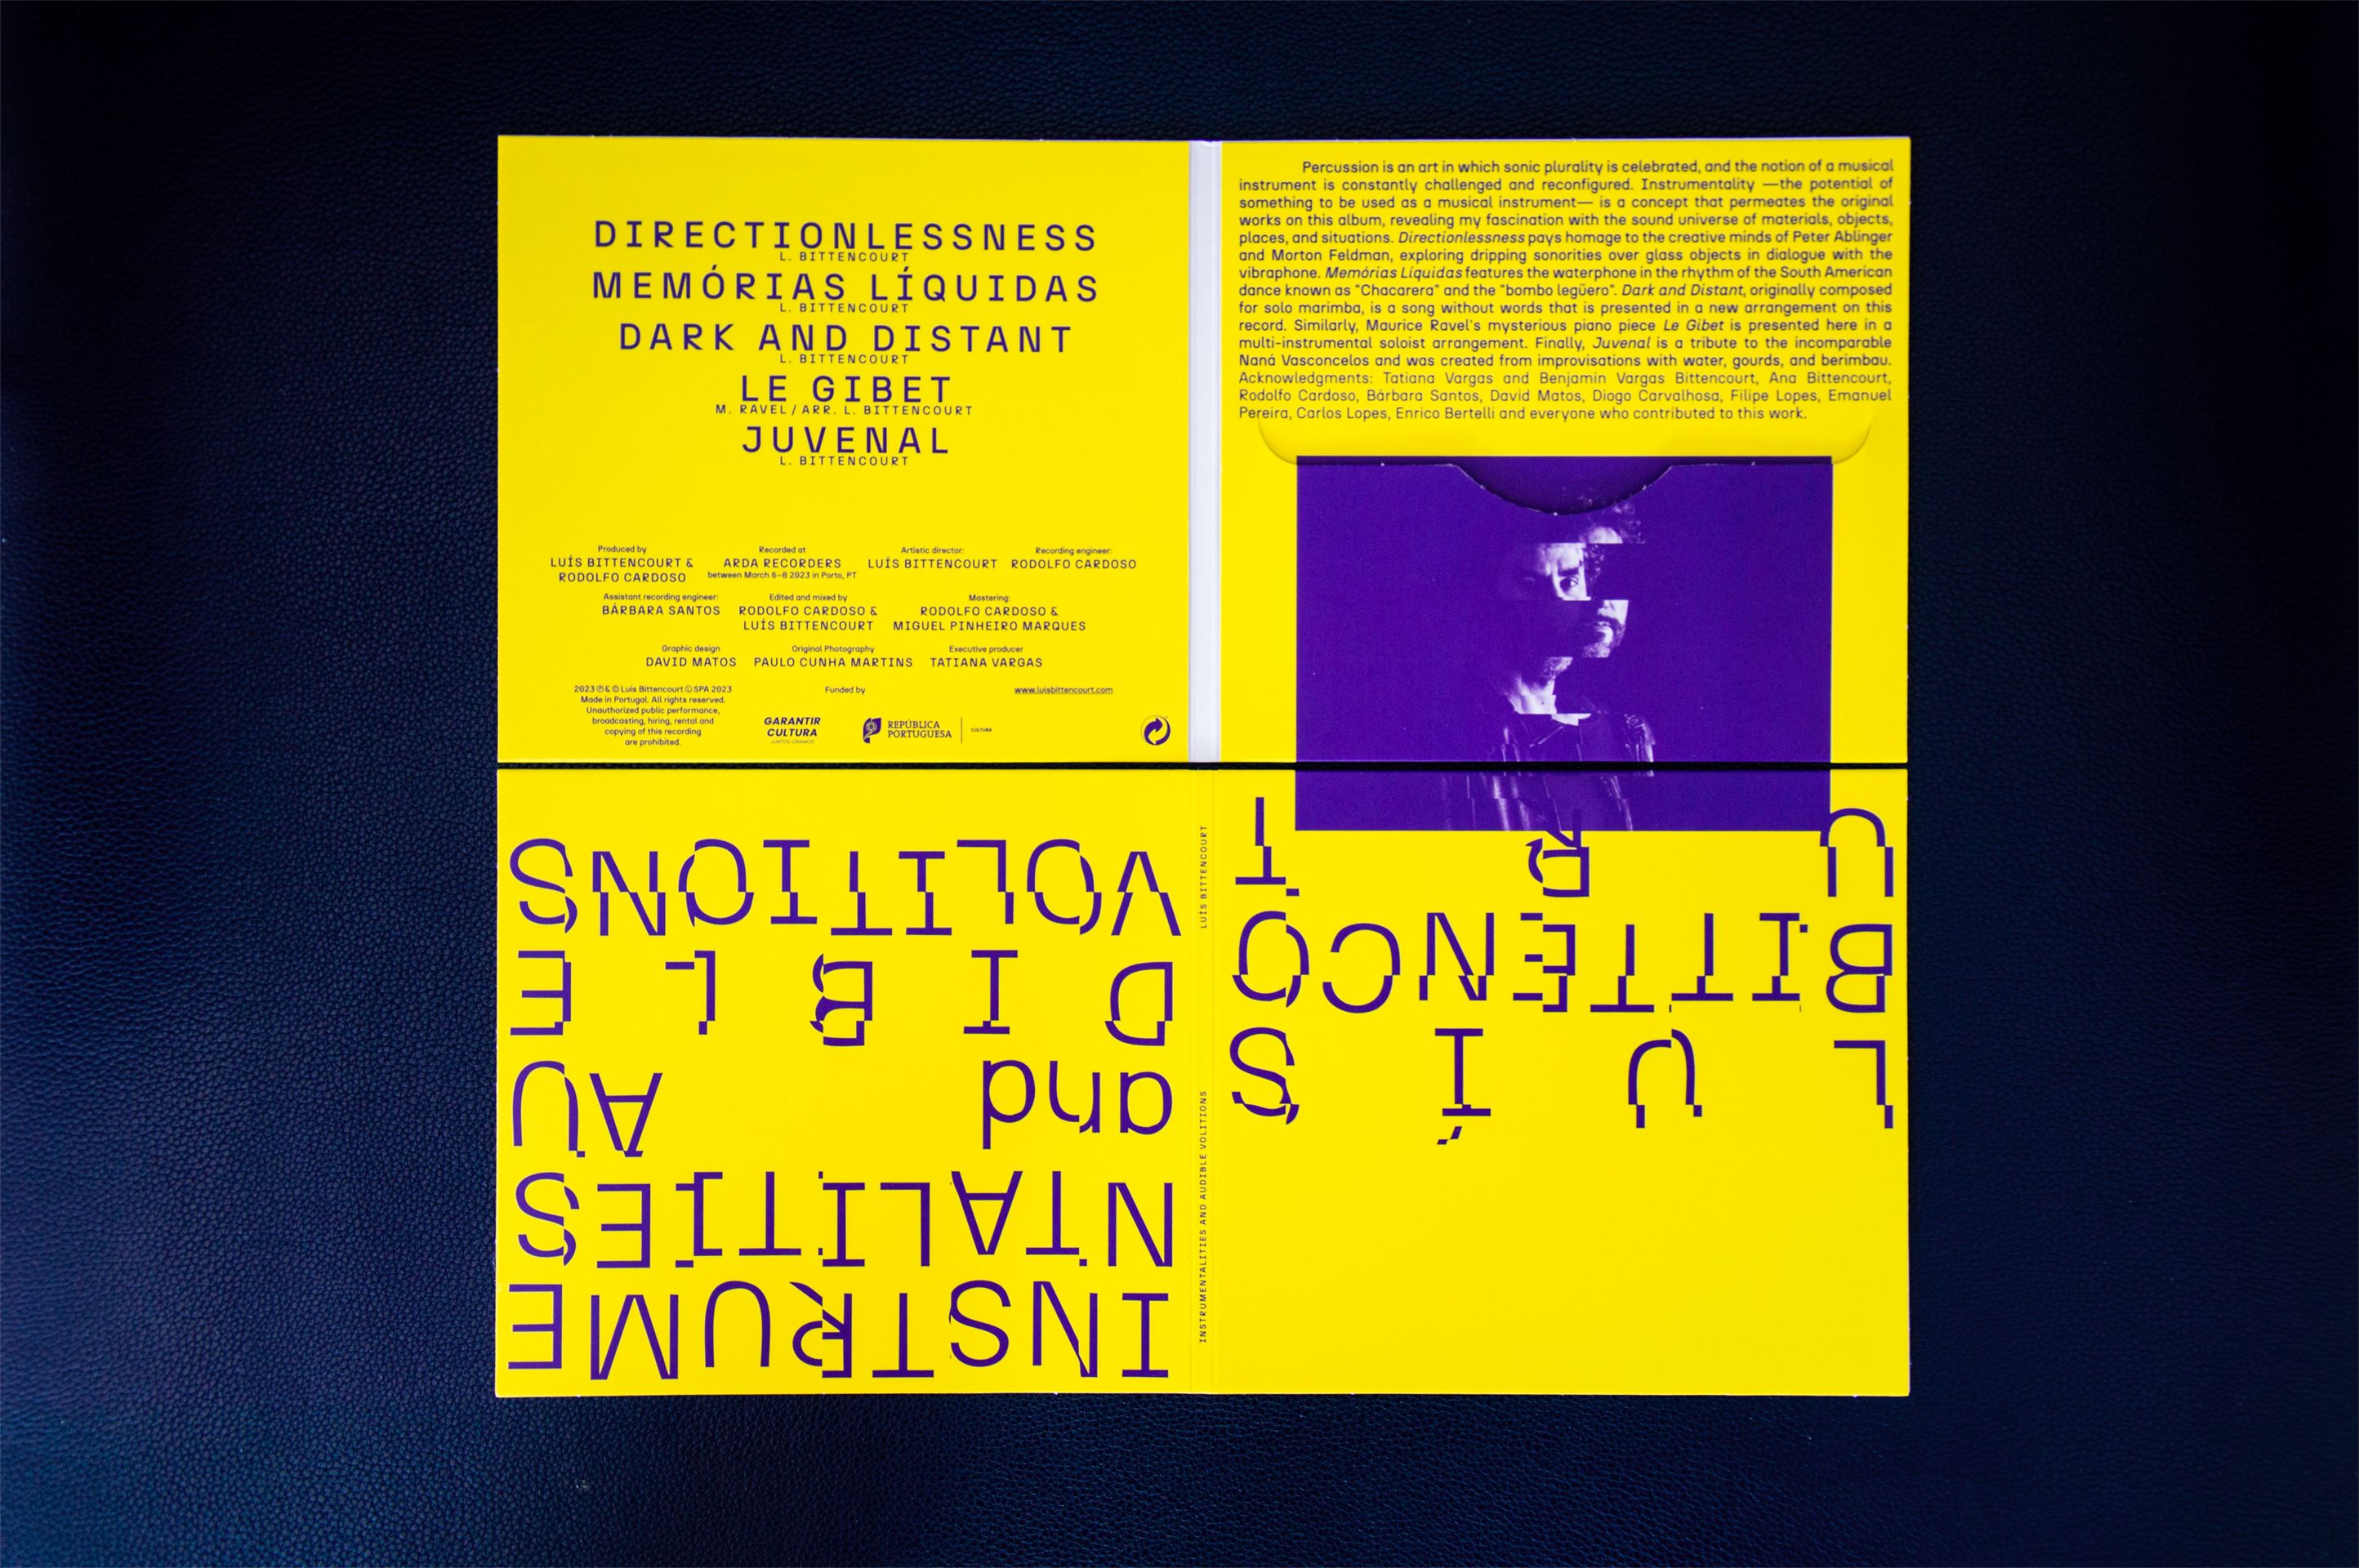 DIRECTIONLESSNESS
L. BITTENCOURT
MEMÓRIAS LÍQUIDAS
L. BITTENCOURT
DARK AND DISTANT
L. BITTENCOURT
LE GIBET
M. RAVEL / ARR. L. BITTENCOURT
JUVENAL
L. BITTENCOURT
Produced by
LUÍS BITTENCOURT &
RODOLFO CARDOSO
Recorded at
ARDA RECORDERS
between March 6–8 2023 in Porto, PT
Artistic director:
LUÍS BITTENCOURT
Recording engineer:
RODOLFO CARDOSO
Assistant recording engineer:
BÁRBARA SANTOS
Edited and mixed by
RODOLFO CARDOSO &
LUÍS BITTENCOURT
Mastering:
RODOLFO CARDOSO &
MIGUEL PINHEIRO MARQUES
Graphic design
DAVID MATOS
Original Photography
PAULO CUNHA MARTINS
Executive producer
TATIANA VARGAS
2023 ℗ & © Luís Bittencourt Ⓛ SPA 2023
Made in Portugal. All rights reserved.
Unauthorized public performance,
broadcasting, hiring, rental and
copying of this recording
are prohibited.
Funded by
GARANTIR
CULTURA
JUNTOS CRIAMOS
REPÚBLICA
PORTUGUESA
CULTURA
www.luisbittencourt.com
Percussion is an art in which sonic plurality is celebrated, and the notion of a musical
instrument is constantly challenged and reconfigured. Instrumentality —the potential of
something to be used as a musical instrument— is a concept that permeates the original
works on this album, revealing my fascination with the sound universe of materials, objects,
places, and situations. Directionlessness pays homage to the creative minds of Peter Ablinger
and Morton Feldman, exploring dripping sonorities over glass objects in dialogue with the
vibraphone. Memórias Líquidas features the waterphone in the rhythm of the South American
dance known as "Chacarera" and the "bombo legüero". Dark and Distant, originally composed
for solo marimba, is a song without words that is presented in a new arrangement on this
record. Similarly, Maurice Ravel's mysterious piano piece Le Gibet is presented here in a
multi-instrumental soloist arrangement. Finally, Juvenal is a tribute to the incomparable
Naná Vasconcelos and was created from improvisations with water, gourds, and berimbau.
Acknowledgments: Tatiana Vargas and Benjamin Vargas Bittencourt, Ana Bittencourt,
Rodolfo Cardoso, Bárbara Santos, David Matos, Diogo Carvalhosa, Filipe Lopes, Emanuel
Pereira, Carlos Lopes, Enrico Bertelli and everyone who contributed to this work.
LUÍS
BITTENCO
URT
LUÍS BITTENCOURT
INSTRUMENTALITIES AND AUDIBLE VOLITIONS
INSTRUME
NTALITIES
and AU
DIBLE
VOLITIONS